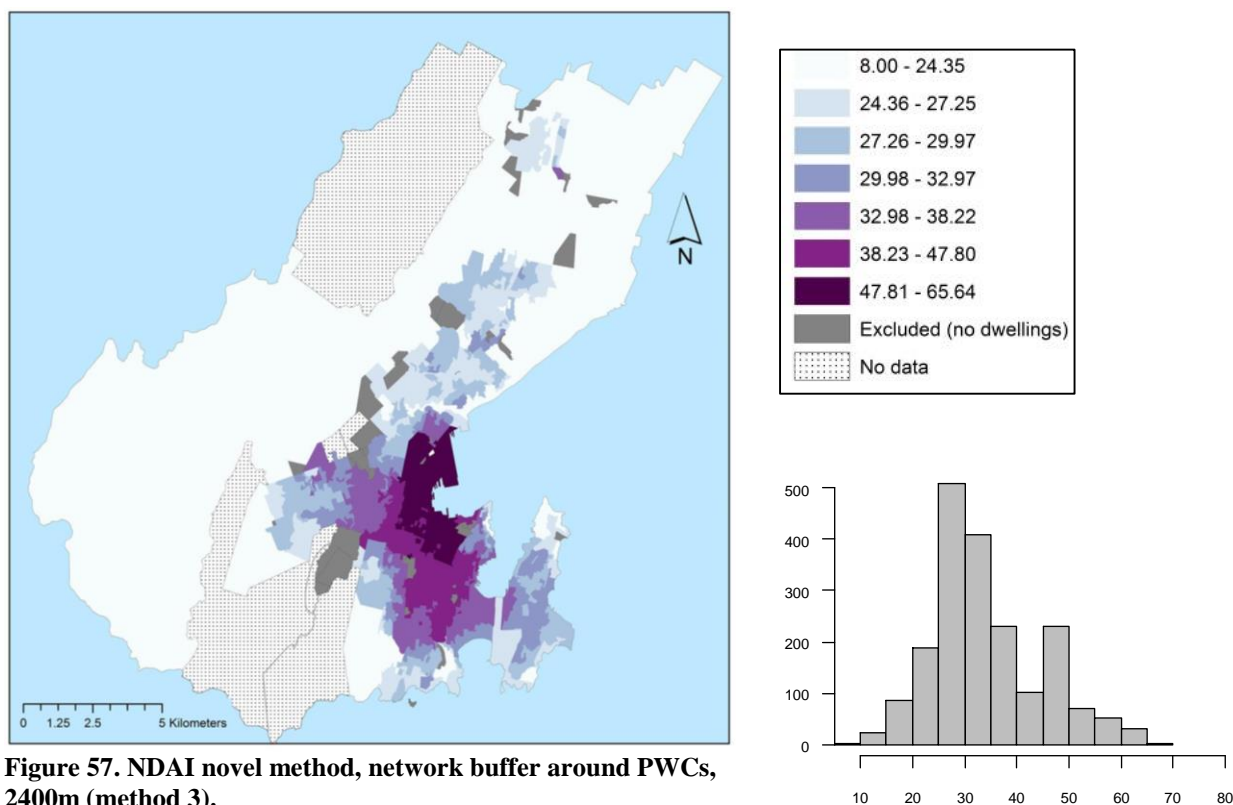 N
0 1.25 2.5 5 Kilometers
8.00 - 24.35
24.36 - 27.25
27.26 - 29.97
29.98 - 32.97
32.98 - 38.22
38.23 - 47.80
47.81 - 65.64
Excluded (no dwellings)
No data
500
400
300
200
100
0
10 20 30 40 50 60 70 80
Figure 57. NDAI novel method, network buffer around PWCs,
2400m (method 3).